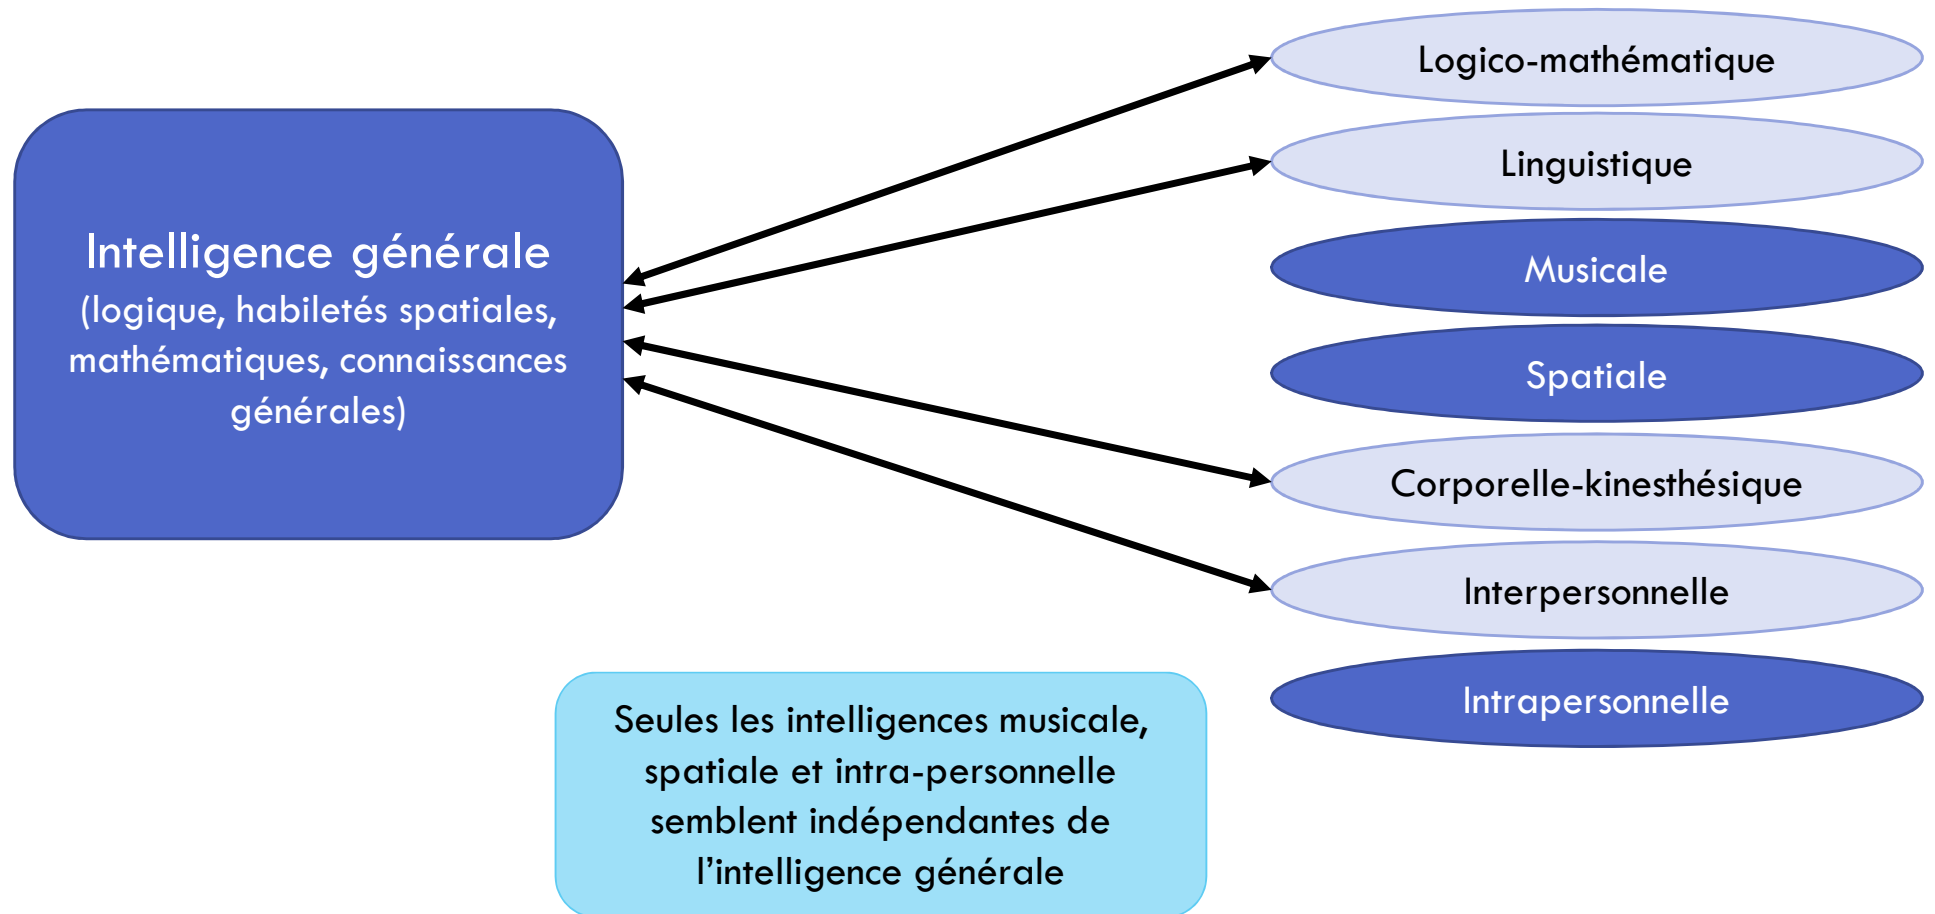 Logico-mathématique
Linguistique
Musicale
Spatiale
Corporelle-kinesthésique
Interpersonnelle
Intrapersonnelle
Intelligence générale
(logique, habiletés spatiales,
mathématiques, connaissances
générales)
Seules les intelligences musicale,
spatiale et intra-personnelle
semblent indépendantes de
l’intelligence générale